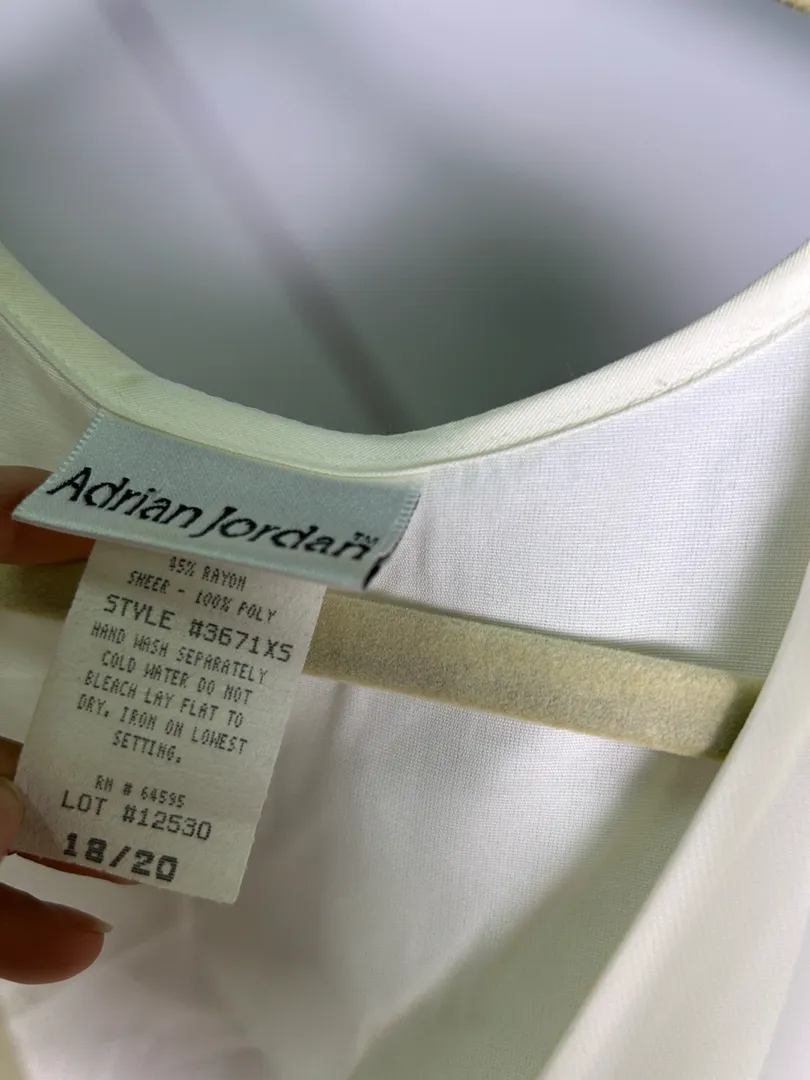 Adrian Jordan™
45% RAYON
SHEER - 100% POLY
STYLE #3671XS
HAND WASH SEPARATELY
COLD WATER DO NOT
BLEACH LAY FLAT TO
DRY. IRON ON LOWEST
SETTING.
RN # 64595
LOT #12530
18/20